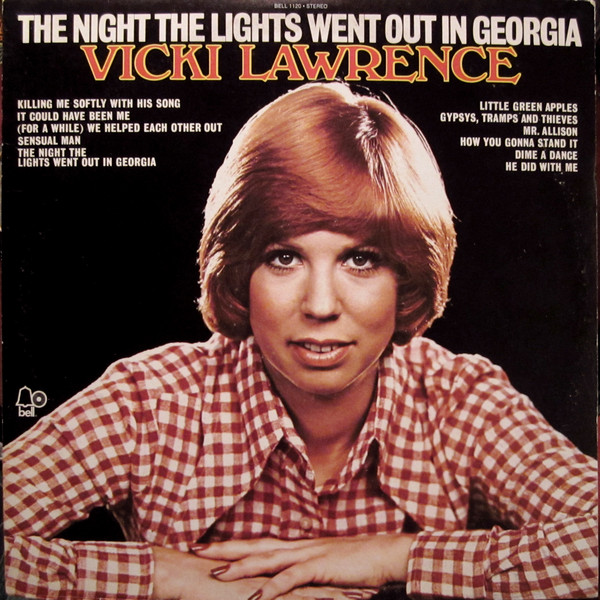 BELL 1120 • STEREO
THE NIGHT THE LIGHTS WENT OUT IN GEORGIA
VICKI LAWRENCE
KILLING ME SOFTLY WITH HIS SONG
IT COULD HAVE BEEN ME
(FOR A WHILE) WE HELPED EACH OTHER OUT
SENSUAL MAN
THE NIGHT THE
LIGHTS WENT OUT IN GEORGIA
LITTLE GREEN APPLES
GYPSYS, TRAMPS AND THIEVES
MR. ALLISON
HOW YOU GONNA STAND IT
DIME A DANCE
HE DID WITH ME
bell